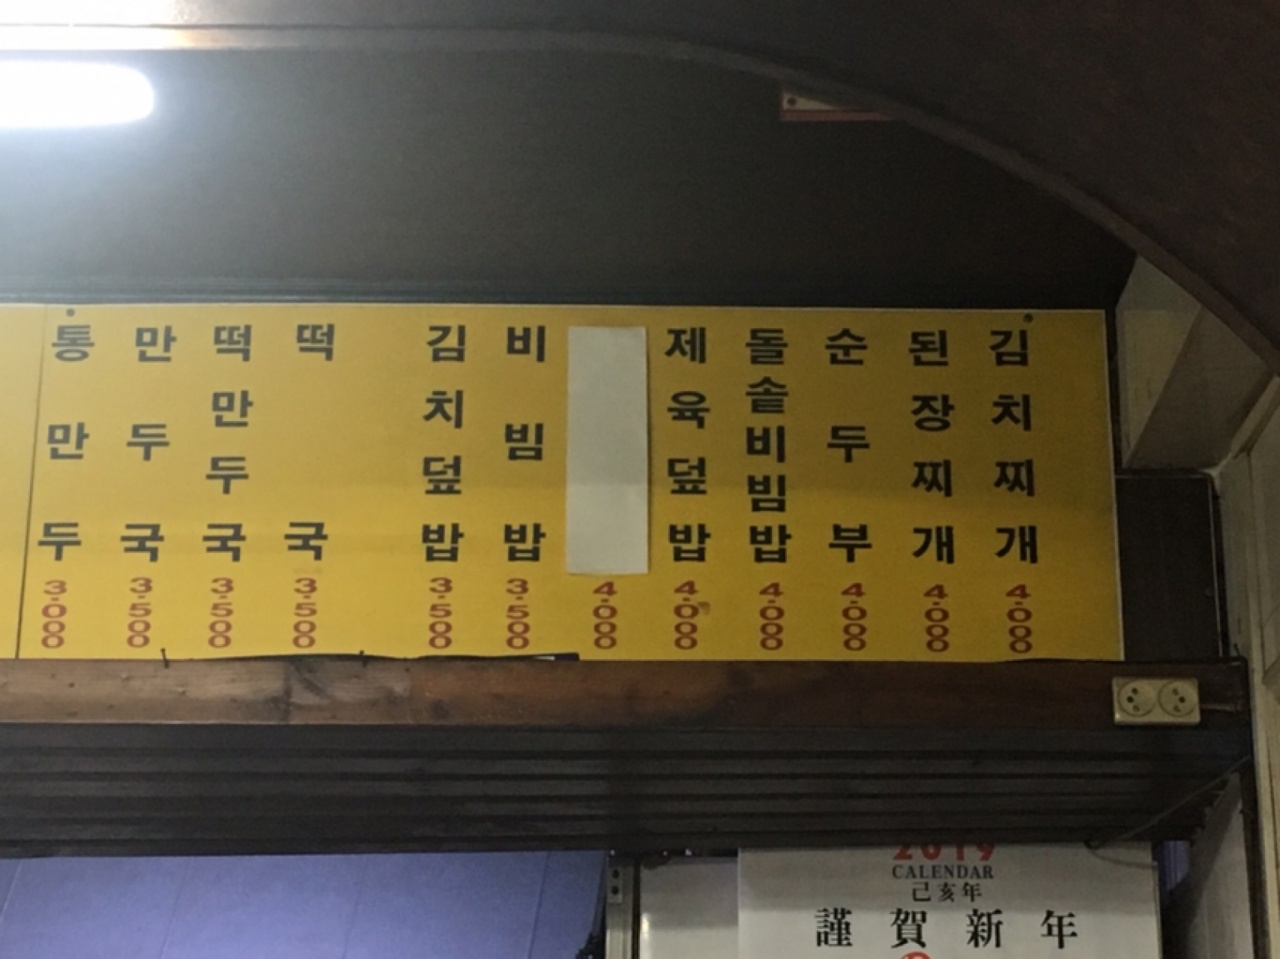 통만두 3.000
만두국 3.500
떡만두국 3.500
떡국 3.500
김치덮밥 3.500
비빔밥 3.500
4.000
제육덮밥 4.000
돌솥비빔밥 4.000
순두부 4.000
된장찌개 4.000
김치찌개 4.000
2019
CALENDAR
己亥年
謹賀新年